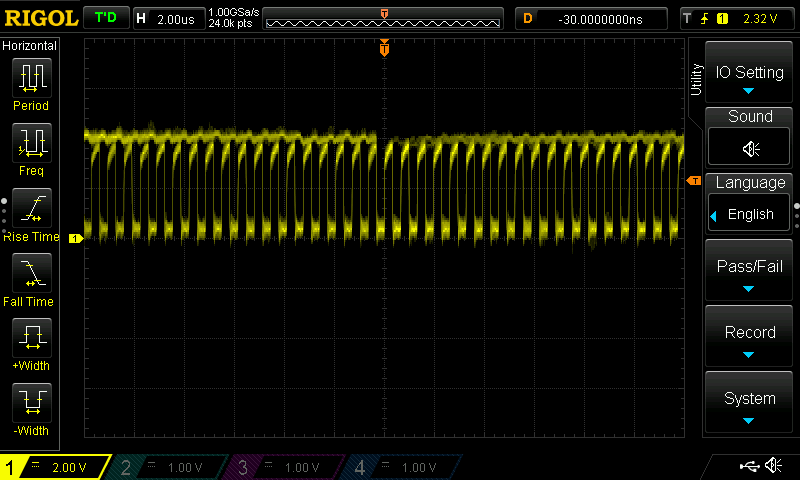 RIGOL T'D H 2.00us 1.00GSa/s 24.0k pts T D -30.0000000ns T 1 2.32 V
Horizontal
Period
Freq
Rise Time
Fall Time
+Width
-Width
T
T
1
Utility
IO Setting
Sound
Language
English
Pass/Fail
Record
System
1 = 2.00 V 2 = 1.00 V 3 = 1.00 V 4 = 1.00 V